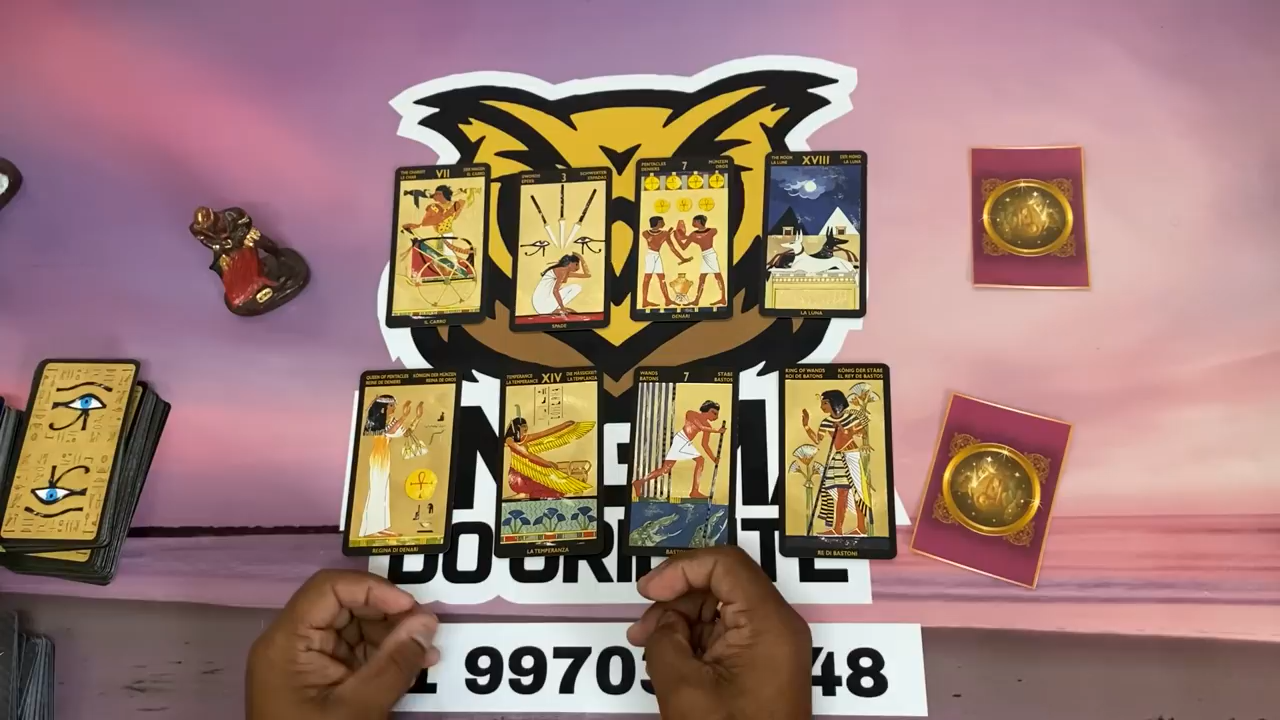 THE CHARIOT VII DER WAGEN
LE CHAR EL CARRO
IL CARRO
SWORDS 3 SCHWERTER
EPEES ESPADAS
SPADE
PENTACLES 7 MÜNZEN
DENIERS OROS
DENARI
THE MOON XVIII DER MOND
LA LUNE LA LUNA
LA LUNA
QUEEN OF PENTACLES KÖNIGIN DER MÜNZEN
REINE DE DENIERS REINA DE OROS
REGINA DI DENARI
TEMPERANCE XIV DIE MÄSSIGKEIT
LA TEMPERANCE LA TEMPLANZA
LA TEMPERANZA
WANDS 7 STÄBE
BATONS BASTOS
KING OF WANDS KÖNIG DER STÄBE
ROI DE BATONS EL REY DE BASTOS
RE DI BASTONI
DO
9970
48